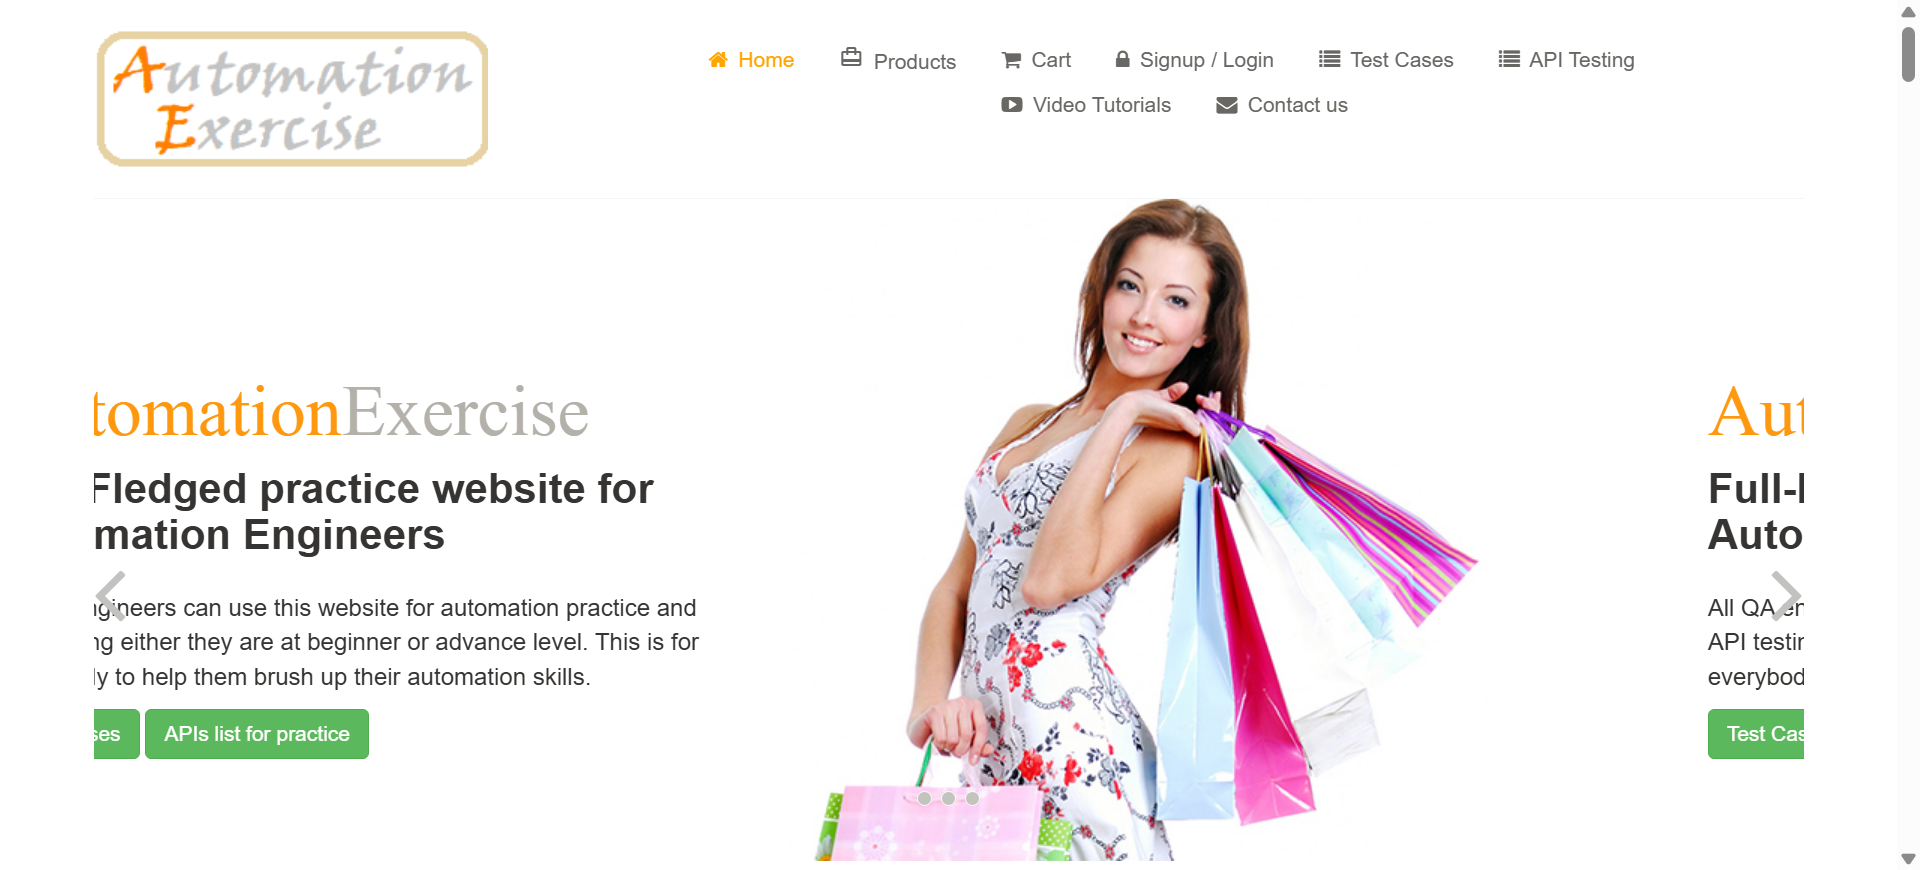 Automation
Exercise
Home
Products
Cart
Signup / Login
Test Cases
API Testing
Video Tutorials
Contact us
tomationExercise
Fledged practice website for
mation Engineers
ngineers can use this website for automation practice and
ng either they are at beginner or advance level. This is for
ly to help them brush up their automation skills.
ses
APIs list for practice
Aut
Full-
Auto
All QA en
API testin
everybod
Test Cas